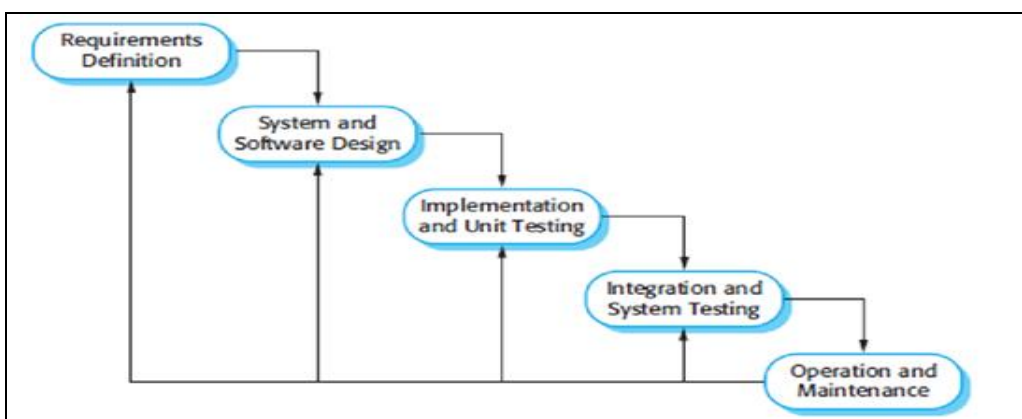 Requirements
Definition
System and
Software Design
Implementation
and Unit Testing
Integration and
System Testing
Operation and
Maintenance